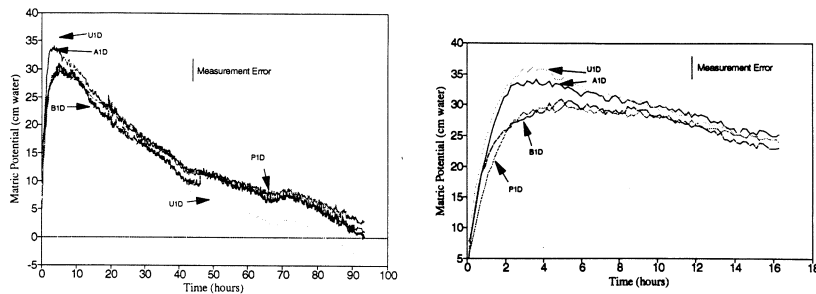 40
35
30
25
20
15
10
5
0
-5
Matric Potential (cm water)
U1D
A1D
Measurement Error
B1D
P1D
U1D
0 10 20 30 40 50 60 70 80 90 100
Time (hours)
40
35
30
25
20
15
10
5
Matric Potential (cm water)
U1D
A1D
Measurement Error
B1D
P1D
0 2 4 6 8 10 12 14 16 18
Time (hours)